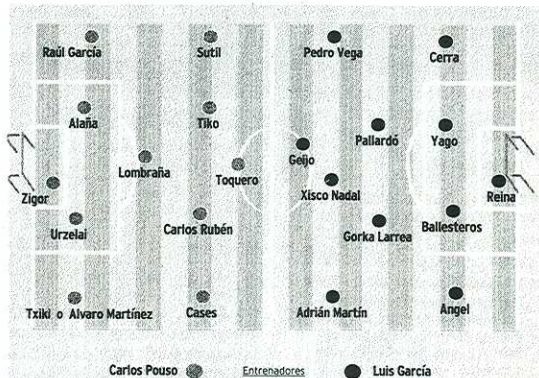 Raúl García
Sutil
Pedro Vega
Cerra
Alaña
Tiko
Pallardó
Yago
Geijo
Lombraña
Toquero
Xisco Nadal
Reina
Zigor
Urzelai
Carlos Rubén
Gorka Larrea
Ballesteros
Txiki o Alvaro Martínez
Cases
Adrián Martín
Angel
Carlos Pouso
Entrenadores
Luis García